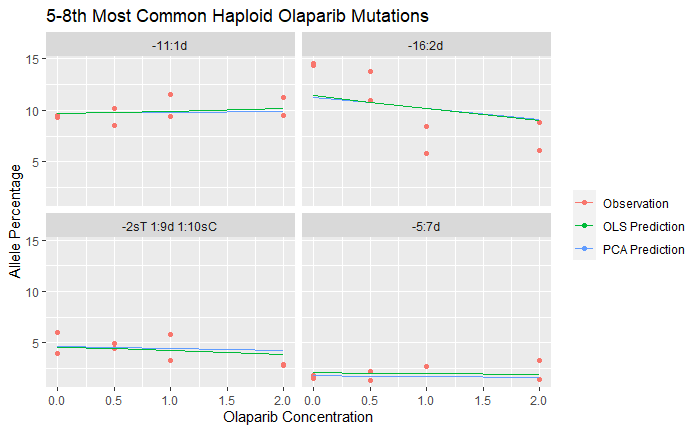 5-8th Most Common Haploid Olaparib Mutations
-11:1d
-16:2d
15
10
5
-2sT 1:9d 1:10sC
-5:7d
15
10
5
0.0 0.5 1.0 1.5 2.0
0.0 0.5 1.0 1.5 2.0
Olaparib Concentration
Allele Percentage
Observation
OLS Prediction
PCA Prediction